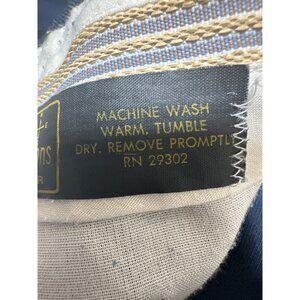 MACHINE WASH
WARM. TUMBLE
DRY. REMOVE PROMPTLY
RN 29302